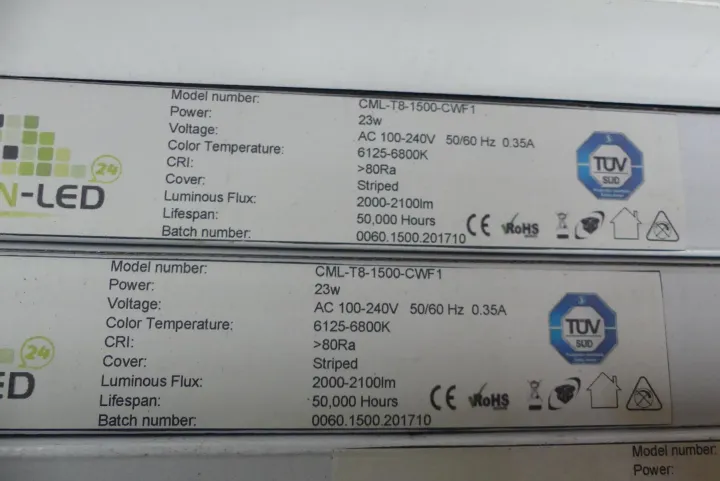 Model number: CML-T8-1500-CWF1
Power: 23w
Voltage: AC 100-240V 50/60 Hz 0.35A
Color Temperature: 6125-6800K
CRI: >80Ra
Cover: Striped
Luminous Flux: 2000-2100lm
Lifespan: 50,000 Hours
Batch number: 0060.1500.201710
24
N-LED
TÜV
SÜD
CE RoHS
Model number: CML-T8-1500-CWF1
Power: 23w
Voltage: AC 100-240V 50/60 Hz 0.35A
Color Temperature: 6125-6800K
CRI: >80Ra
Cover: Striped
Luminous Flux: 2000-2100lm
Lifespan: 50,000 Hours
Batch number: 0060.1500.201710
24
ED
TÜV
SÜD
CE RoHS
Model number:
Power: